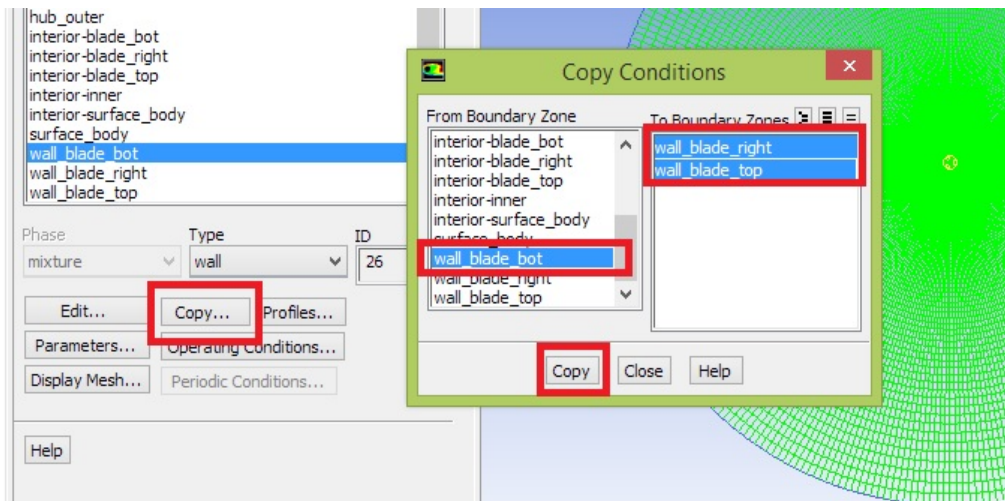 hub_outer
interior-blade_bot
interior-blade_right
interior-blade_top
interior-inner
interior-surface_body
surface_body
wall_blade_bot
wall_blade_right
wall_blade_top
Phase Type ID
mixture wall 26
Edit... Copy... Profiles...
Parameters... Operating Conditions...
Display Mesh... Periodic Conditions...
Help
Copy Conditions
From Boundary Zone
interior-blade_bot
interior-blade_right
interior-blade_top
interior-inner
interior-surface_body
surface_body
wall_blade_bot
wall_blade_right
wall_blade_top
To Boundary Zones
wall_blade_right
wall_blade_top
Copy Close Help